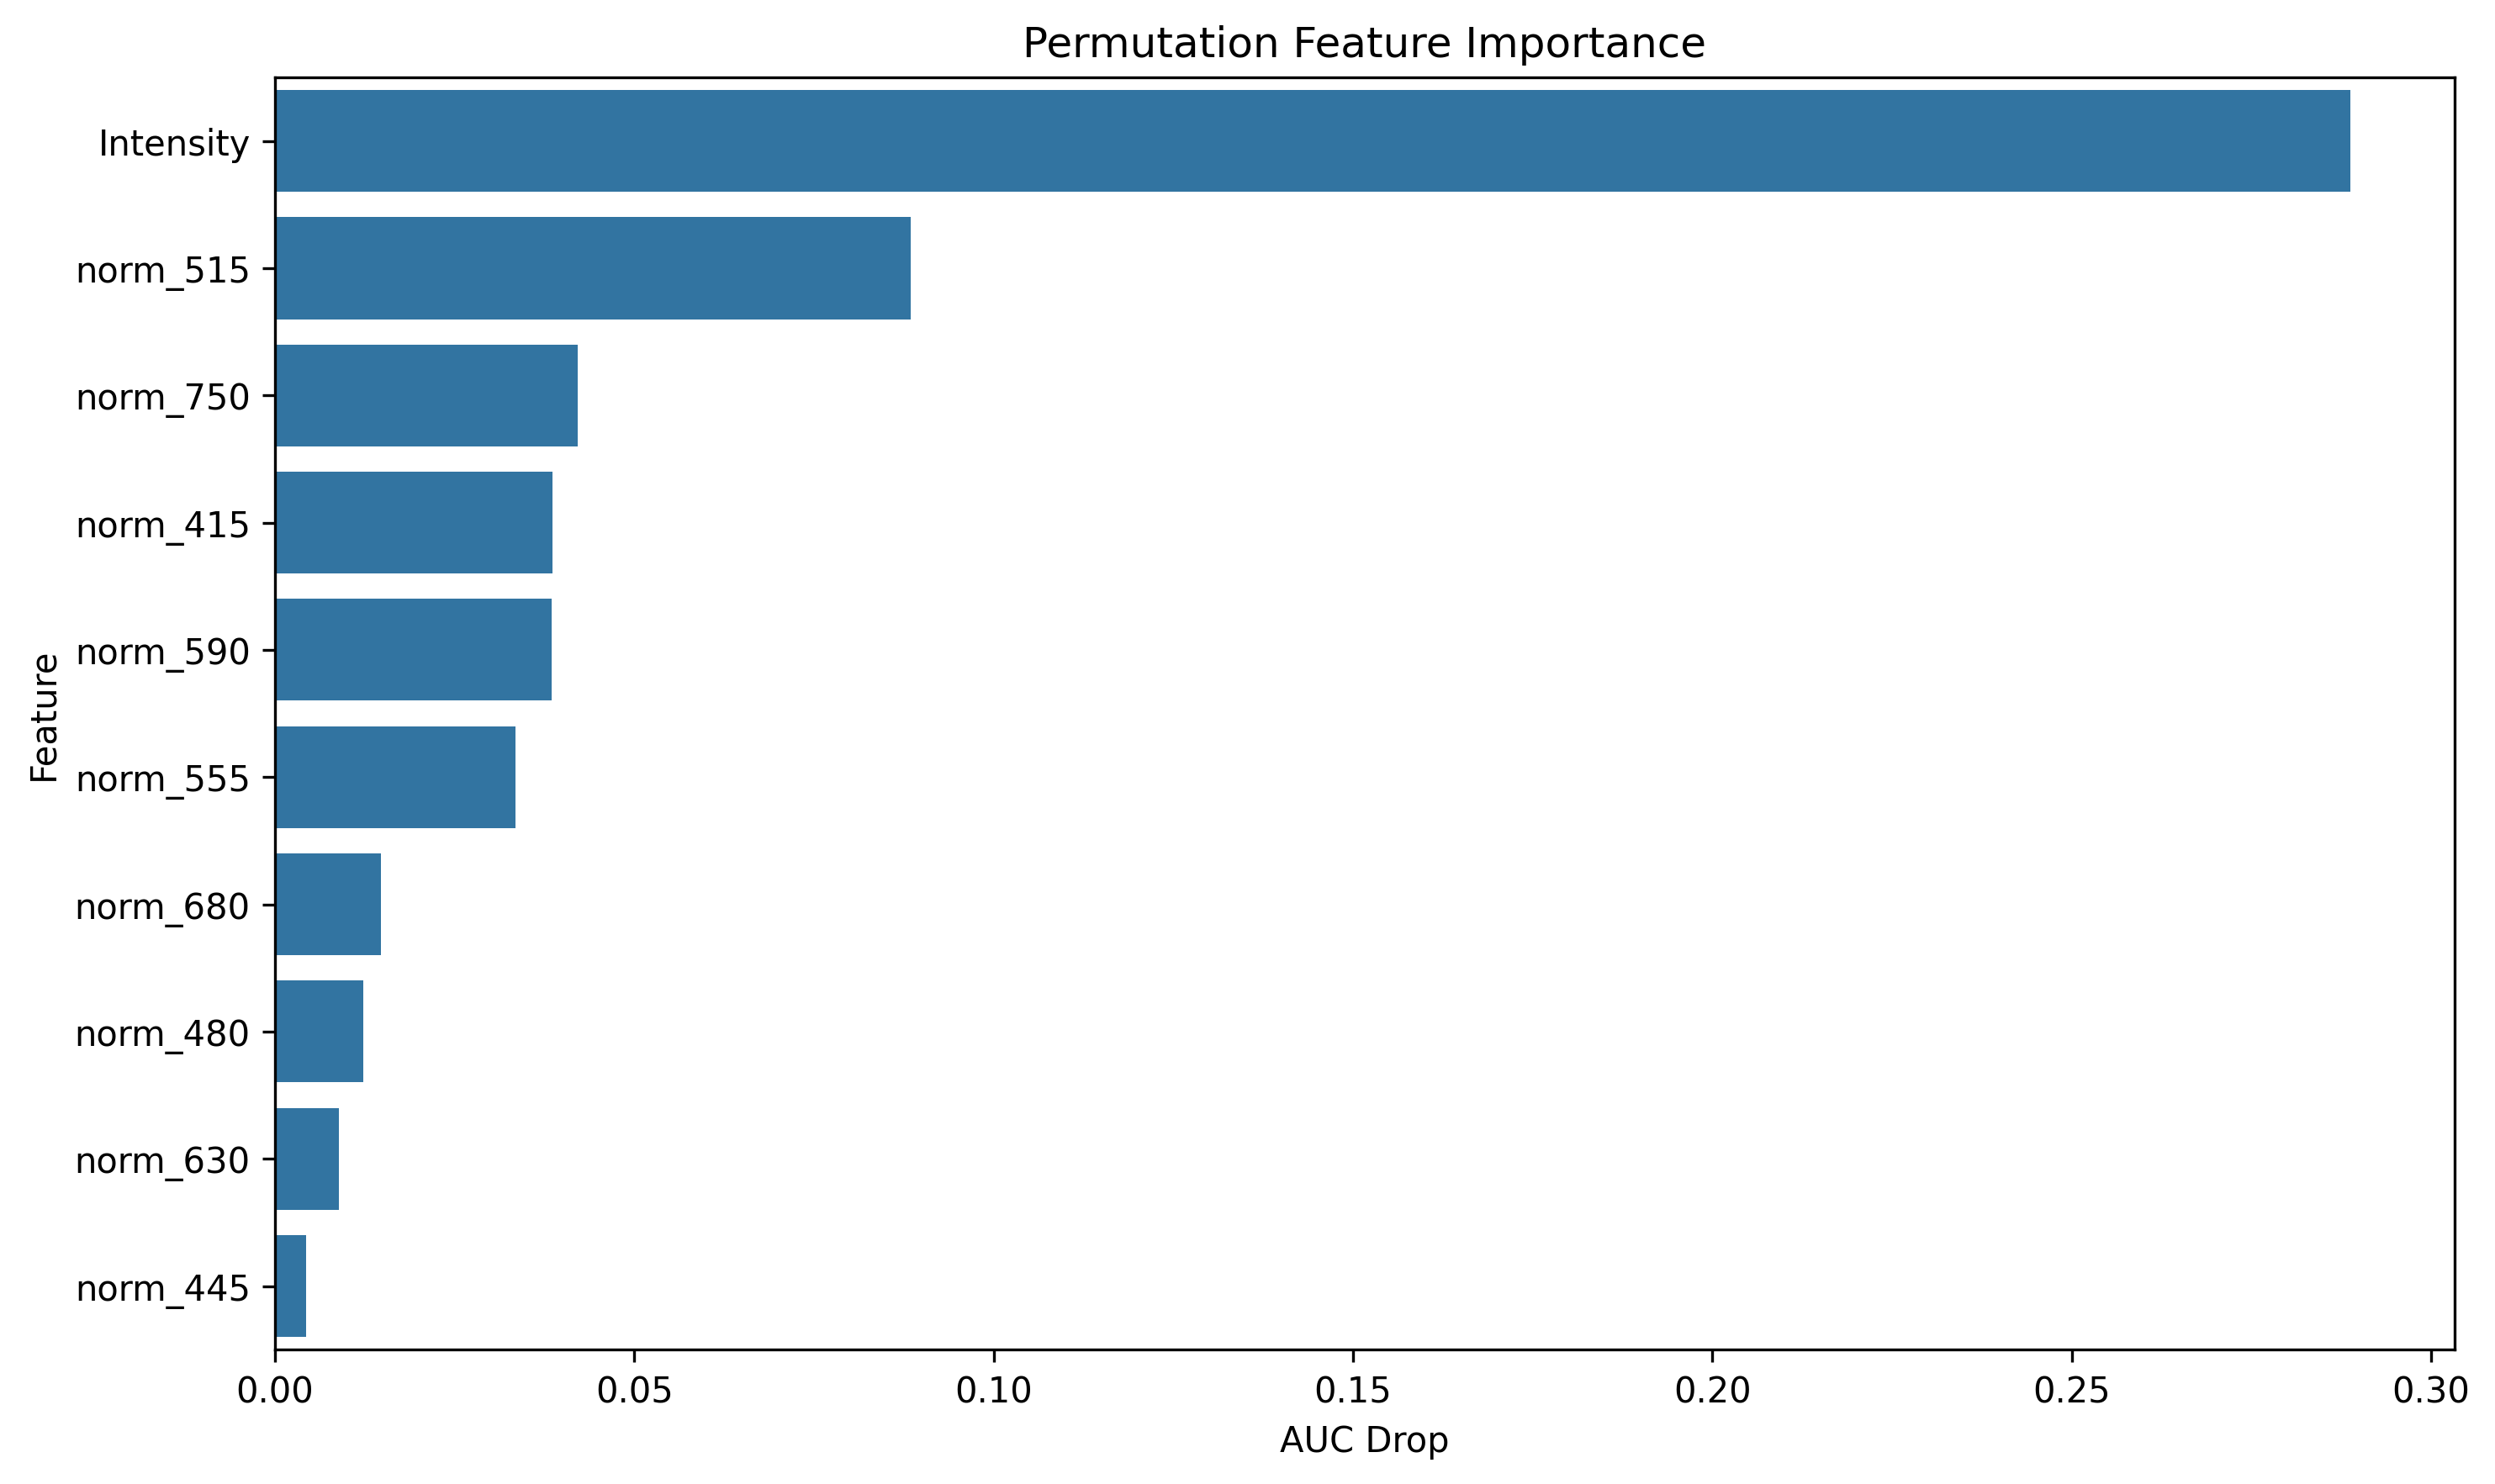 Permutation Feature Importance
Intensity
norm_515
norm_750
norm_415
norm_590
norm_555
norm_680
norm_480
norm_630
norm_445
Feature
0.00 0.05 0.10 0.15 0.20 0.25 0.30
AUC Drop